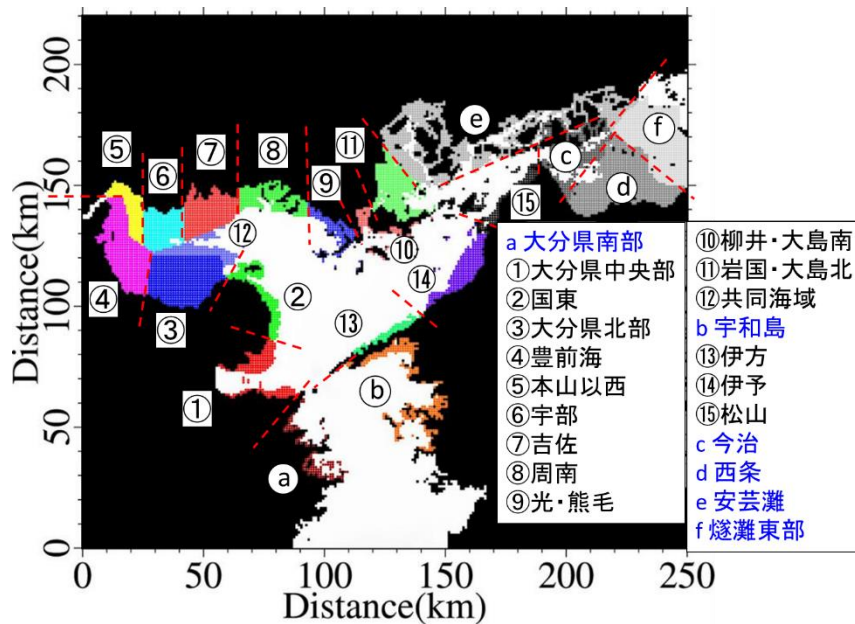 200
150
100
50
0
Distance(km)
0
50
100
150
200
250
Distance(km)
⑤
⑥
⑦
⑧
⑨
⑪
ⓔ
ⓕ
ⓒ
ⓓ
⑮
⑫
⑩
④
③
②
⑭
⑬
①
ⓑ
ⓐ
a 大分県南部
①大分県中央部
②国東
③大分県北部
④豊前海
⑤本山以西
⑥宇部
⑦吉佐
⑧周南
⑨光・熊毛
⑩柳井・大島南
⑪岩国・大島北
⑫共同海域
b 宇和島
⑬伊方
⑭伊予
⑮松山
c 今治
d 西条
e 安芸灘
f 燧灘東部